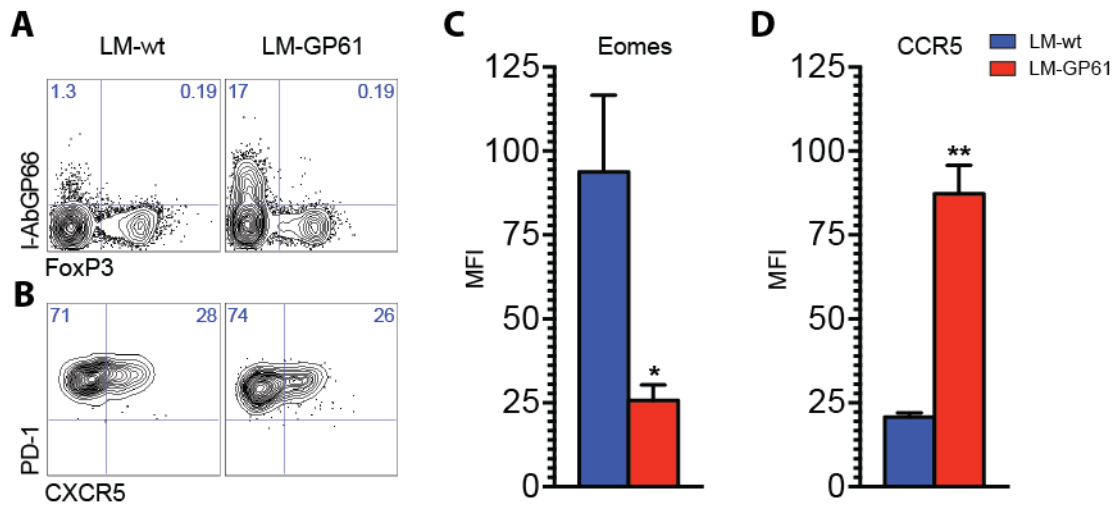 A
LM-wt
LM-GP61
1.3
0.19
17
0.19
I-AbGP66
FoxP3
B
71
28
74
26
PD-1
CXCR5
C
Eomes
125
100
75
50
25
0
MFI
*
D
CCR5
LM-wt
LM-GP61
125
100
75
50
25
0
MFI
**